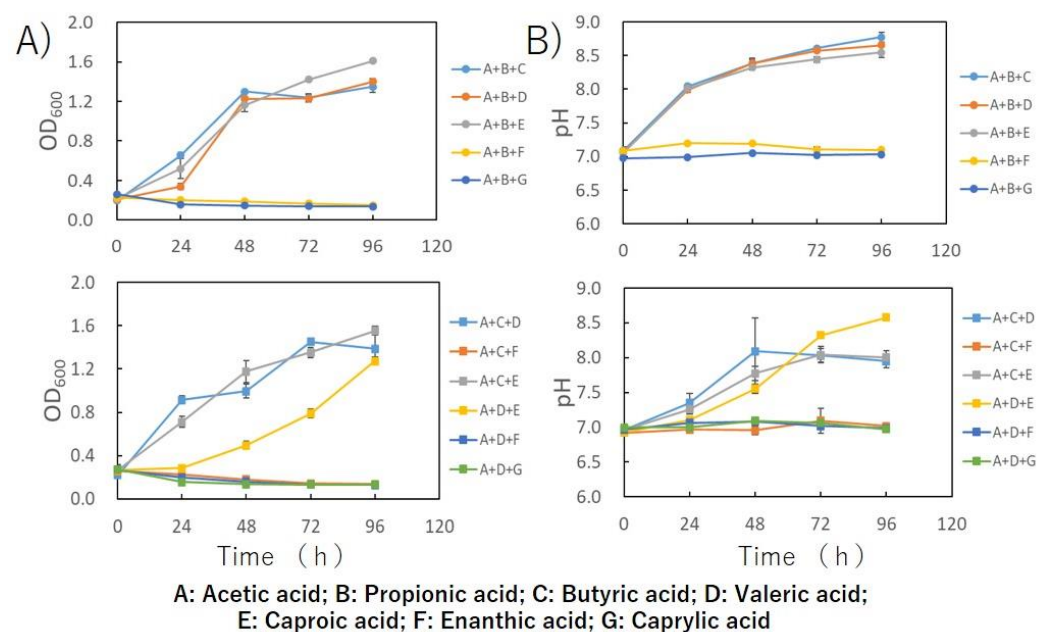 A)
2.0
1.6
1.2
0.8
0.4
0.0
OD600
0 24 48 72 96 120
A+B+C
A+B+D
A+B+E
A+B+F
A+B+G
B)
9.0
8.5
8.0
7.5
7.0
6.5
6.0
pH
0 24 48 72 96 120
A+B+C
A+B+D
A+B+E
A+B+F
A+B+G
2.0
1.6
1.2
0.8
0.4
0.0
OD600
0 24 48 72 96 120
Time （h）
A+C+D
A+C+F
A+C+E
A+D+E
A+D+F
A+D+G
9.0
8.5
8.0
7.5
7.0
6.5
6.0
pH
0 24 48 72 96 120
Time （h）
A+C+D
A+C+F
A+C+E
A+D+E
A+D+F
A+D+G
A: Acetic acid; B: Propionic acid; C: Butyric acid; D: Valeric acid;
E: Caproic acid; F: Enanthic acid; G: Caprylic acid